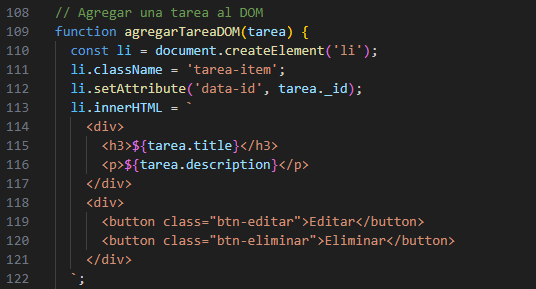 108 // Agregar una tarea al DOM
109 function agregarTareaDOM(tarea) {
110 const li = document.createElement('li');
111 li.className = 'tarea-item';
112 li.setAttribute('data-id', tarea._id);
113 li.innerHTML = `
114 <div>
115 <h3>${tarea.title}</h3>
116 <p>${tarea.description}</p>
117 </div>
118 <div>
119 <button class="btn-editar">Editar</button>
120 <button class="btn-eliminar">Eliminar</button>
121 </div>
122 `;